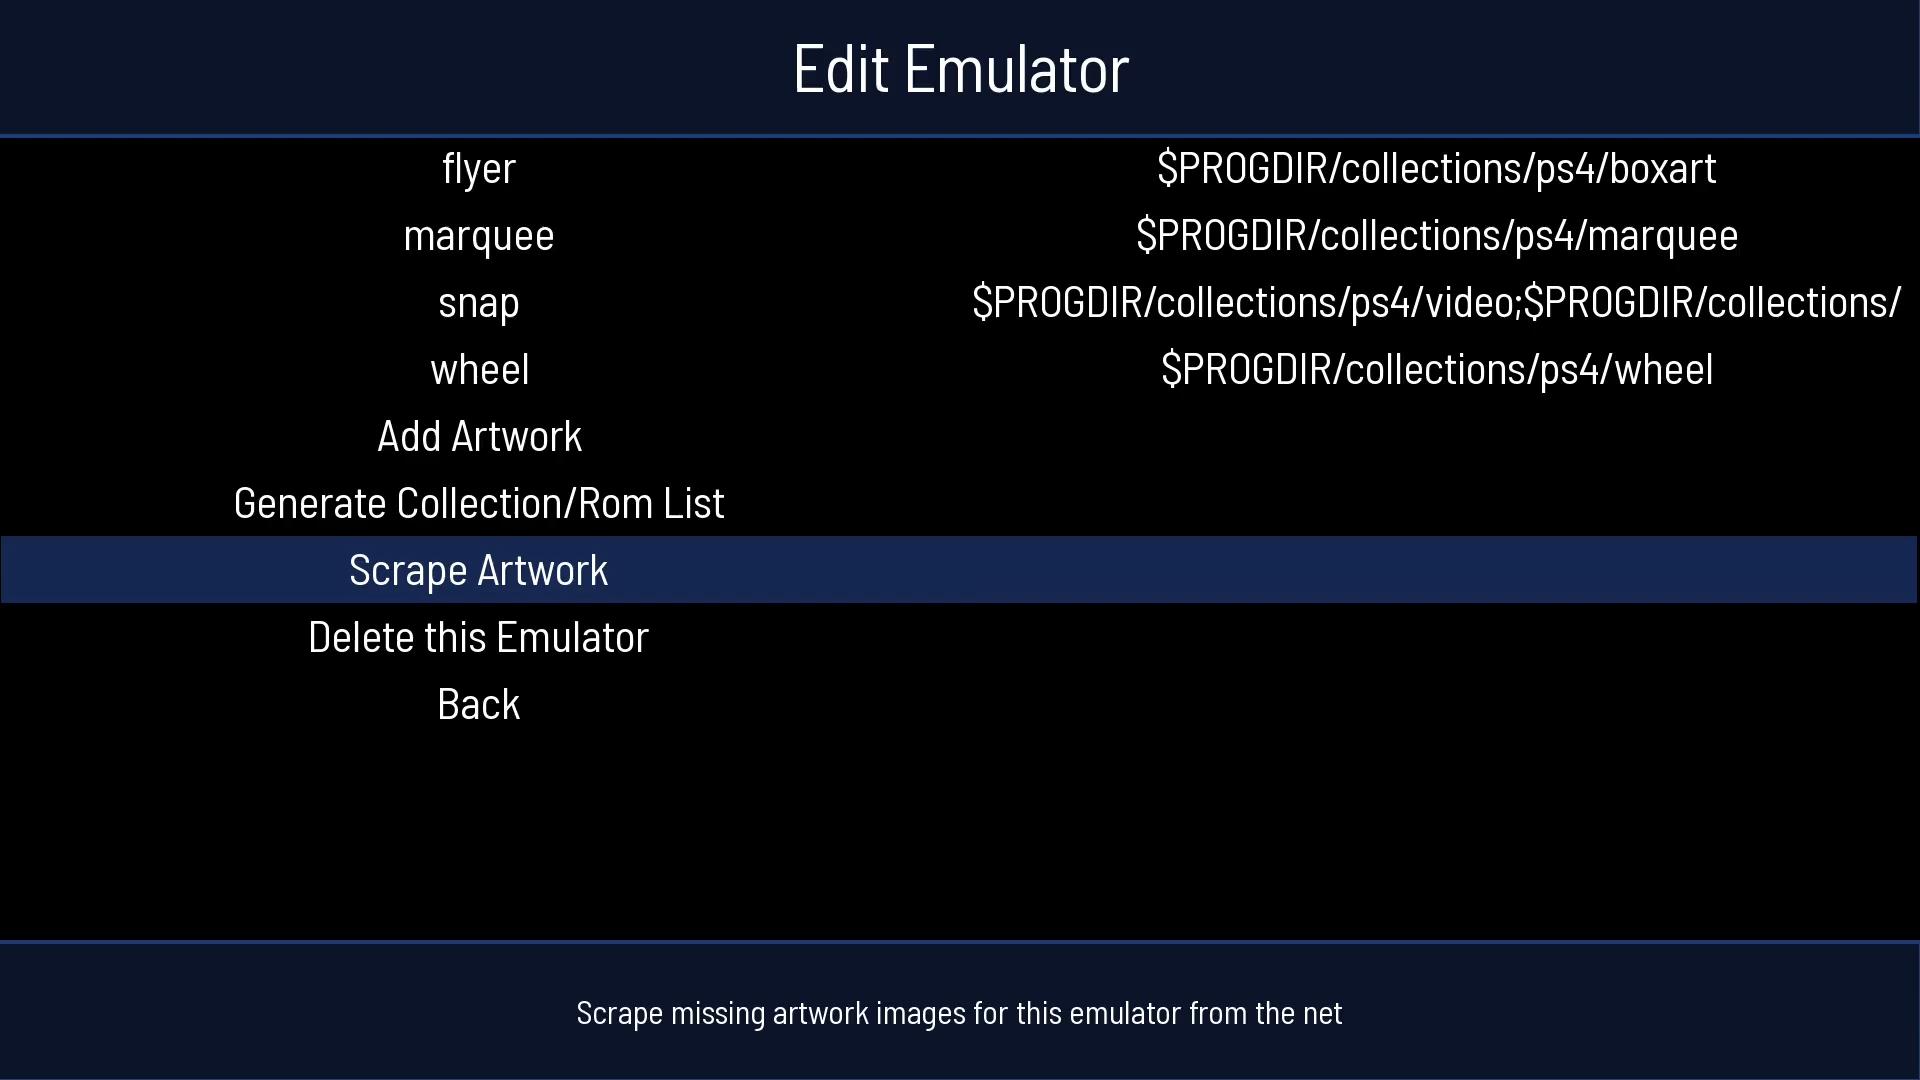 Edit Emulator
flyer $PROGDIR/collections/ps4/boxart
marquee $PROGDIR/collections/ps4/marquee
snap $PROGDIR/collections/ps4/video;$PROGDIR/collections/
wheel $PROGDIR/collections/ps4/wheel
Add Artwork
Generate Collection/Rom List
Scrape Artwork
Delete this Emulator
Back
Scrape missing artwork images for this emulator from the net